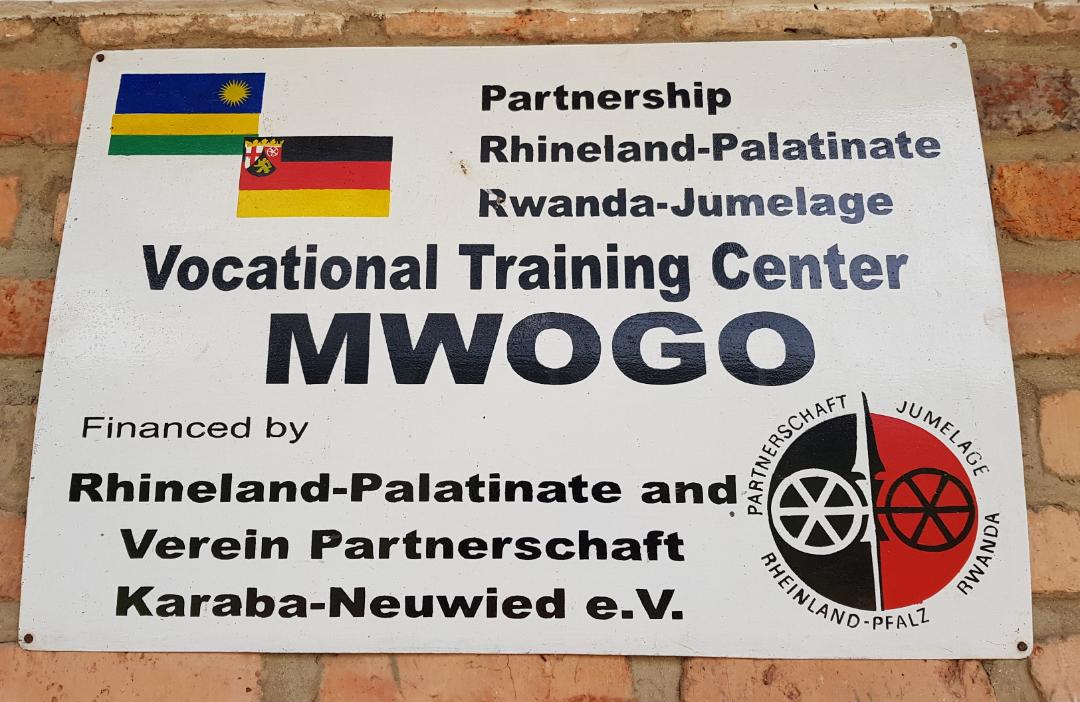 Partnership
Rhineland-Palatinate
Rwanda-Jumelage
Vocational Training Center
MWOGO
Financed by
Rhineland-Palatinate and
Verein Partnerschaft
Karaba-Neuwied e.V.
PARTNERSCHAFT
JUMELAGE
RHEINLAND-PFALZ
RWANDA